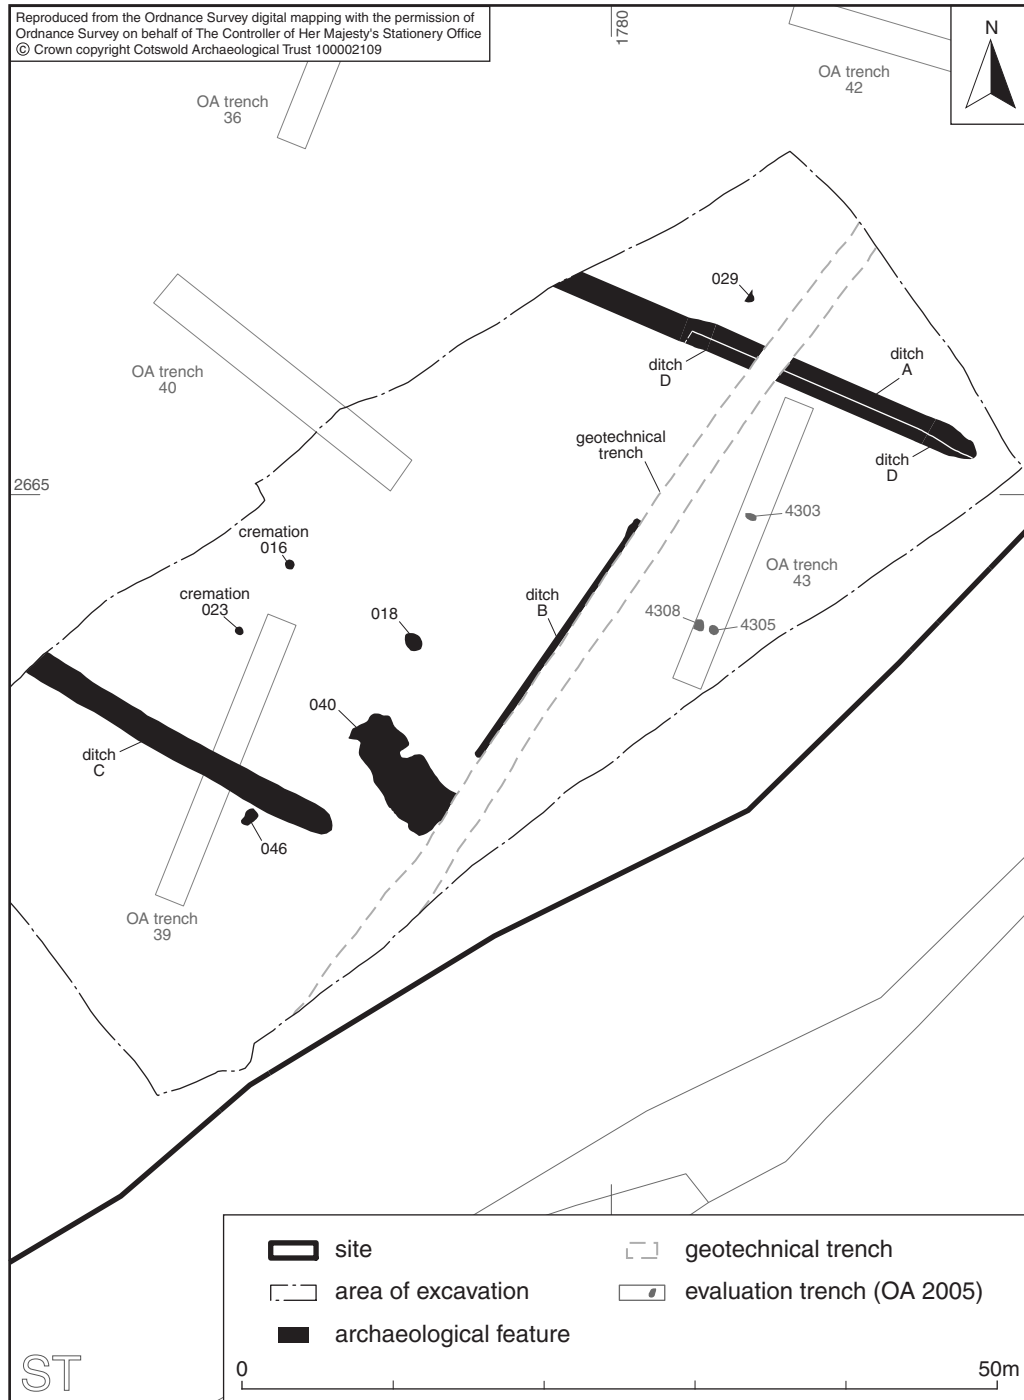 Reproduced from the Ordnance Survey digital mapping with the permission of
Ordnance Survey on behalf of The Controller of Her Majesty's Stationery Office
© Crown copyright Cotswold Archaeological Trust 100002109
1780
N
OA trench
42
OA trench
36
029
OA trench
40
ditch
D
ditch
A
geotechnical
trench
ditch
D
2665
4303
cremation
016
OA trench
43
cremation
023
018
ditch
B
4308
4305
040
ditch
C
046
OA trench
39
site
geotechnical trench
area of excavation
evaluation trench (OA 2005)
archaeological feature
ST
0
50m